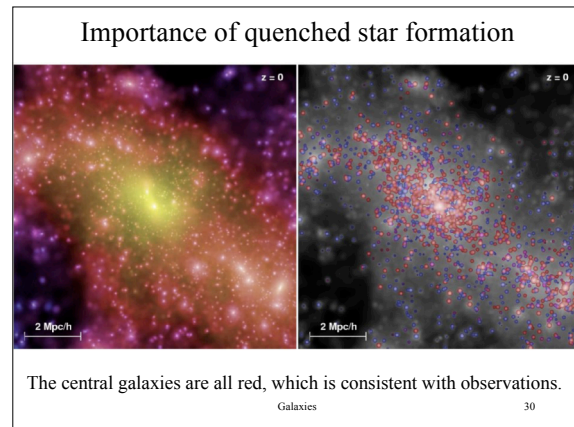 Importance of quenched star formation
z = 0
z = 0
2 Mpc/h
2 Mpc/h
The central galaxies are all red, which is consistent with observations.
Galaxies
30